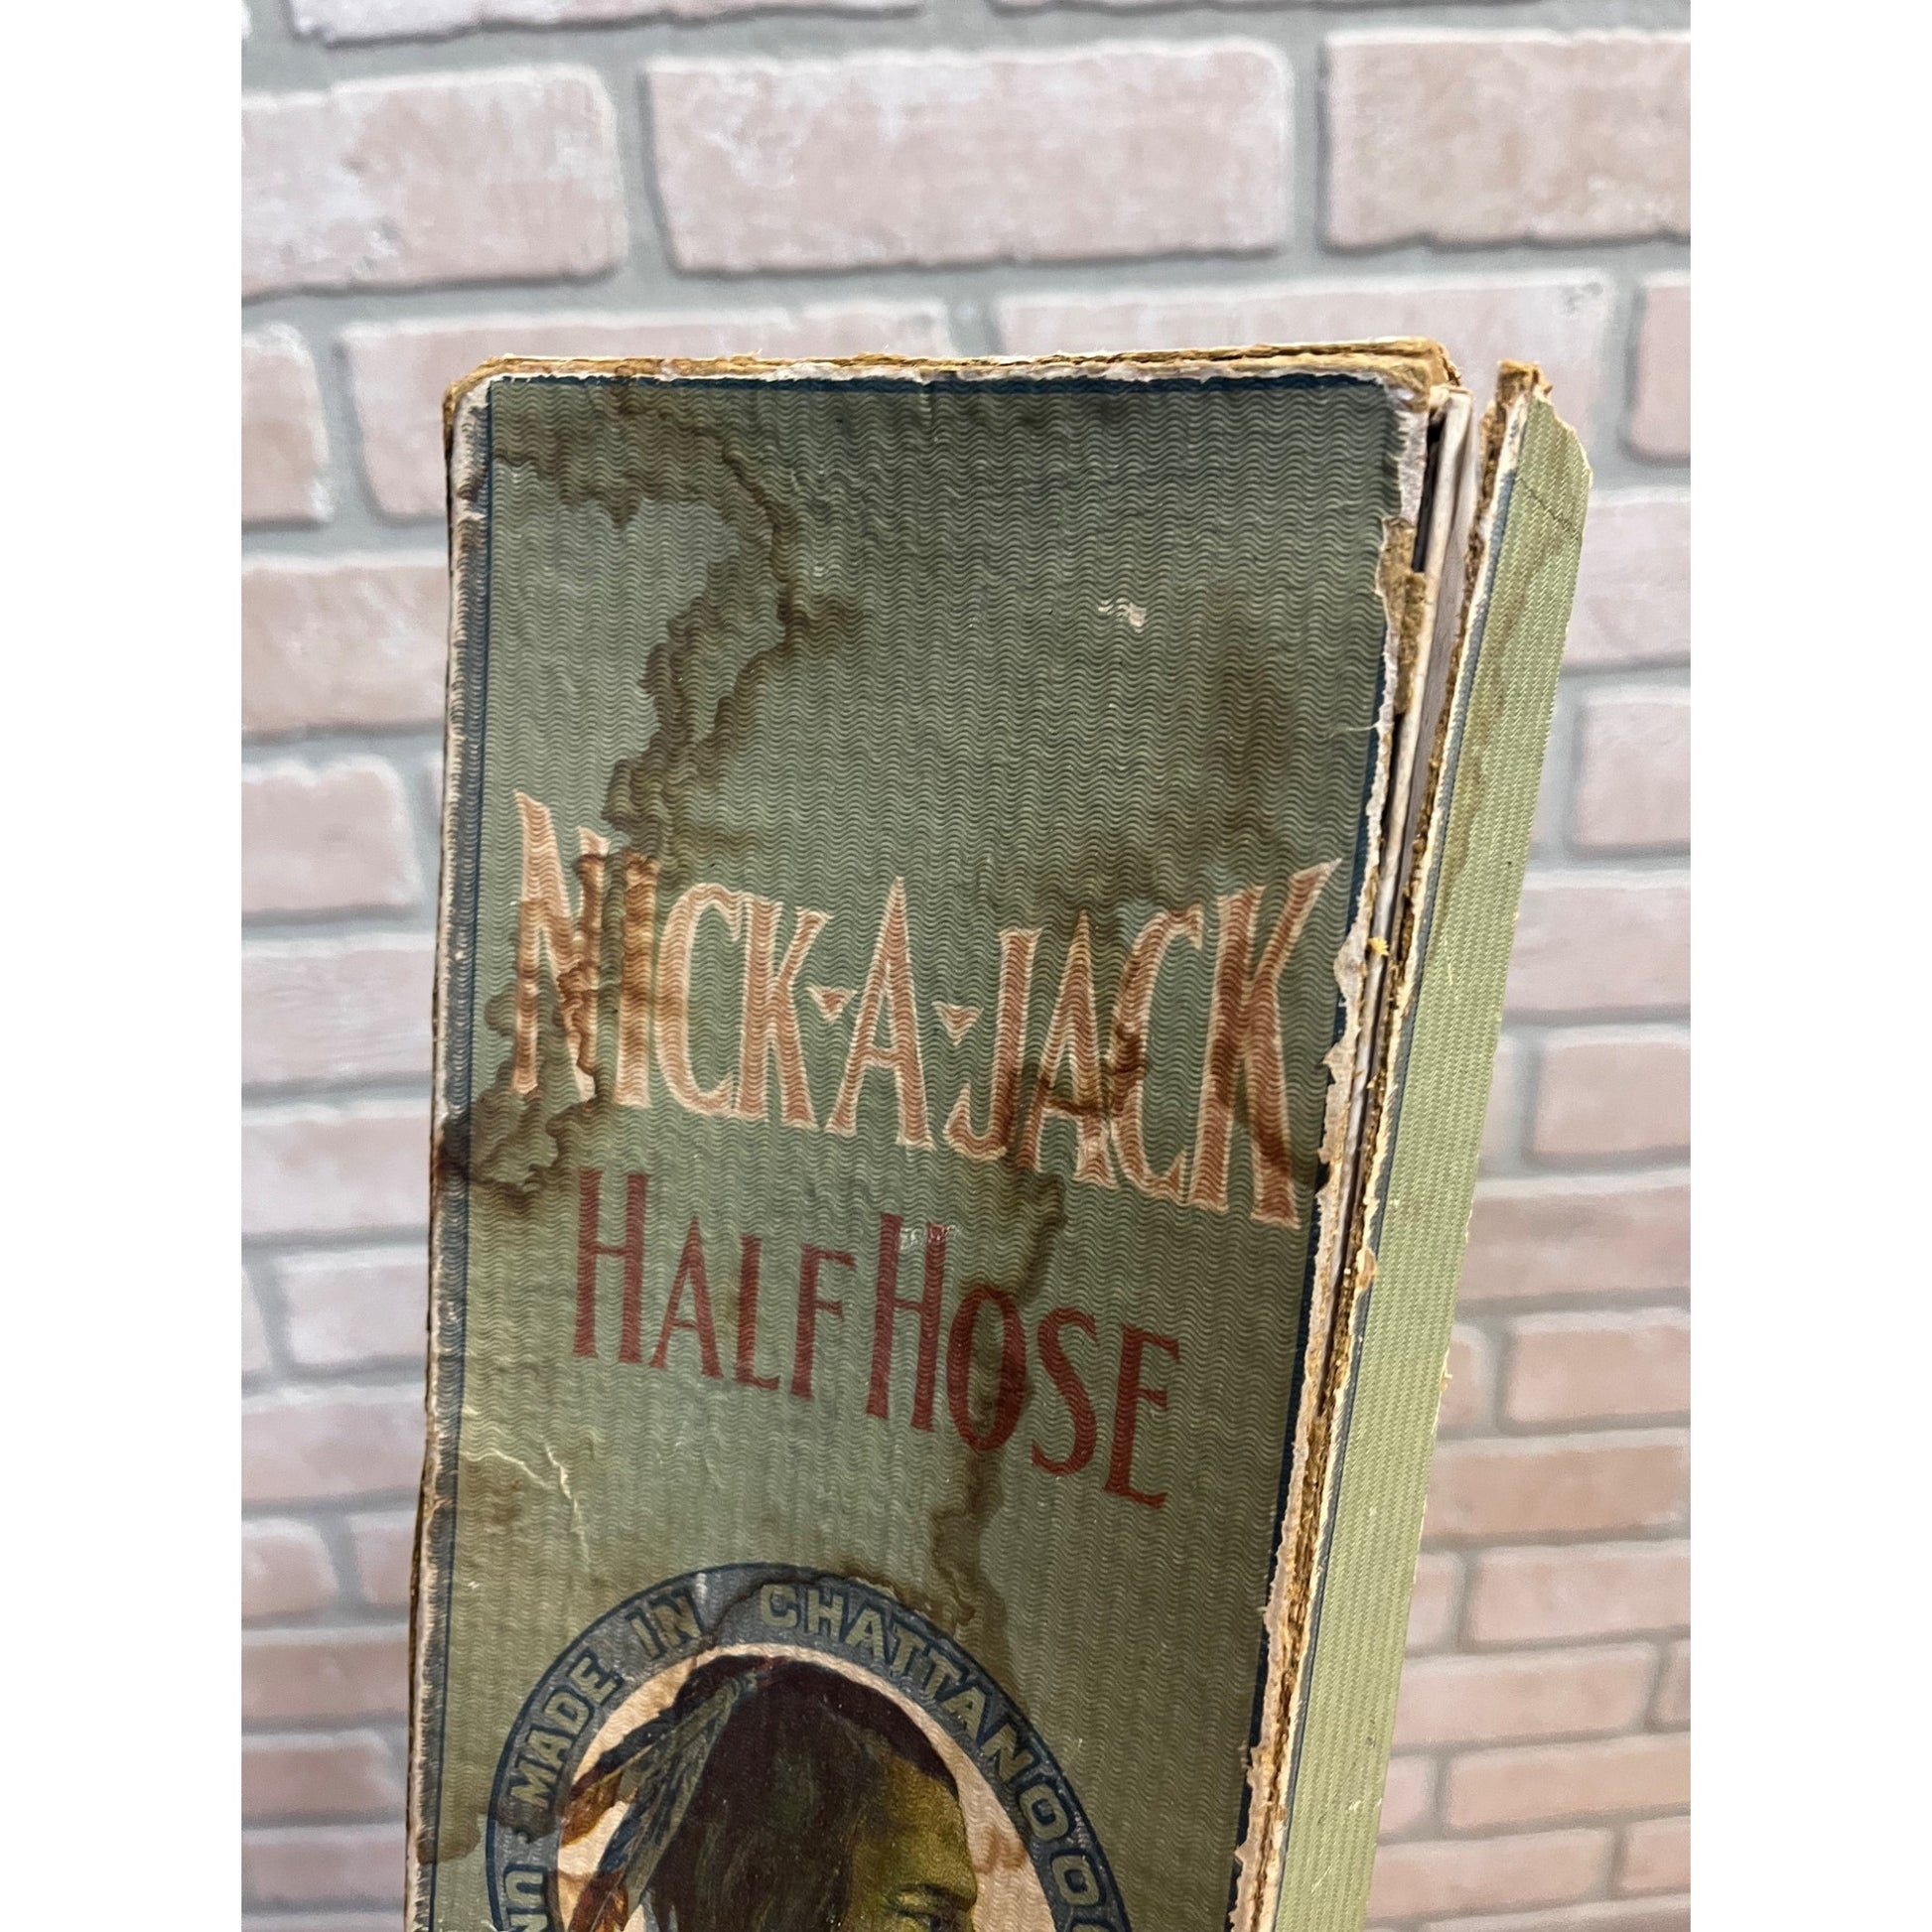 NICK-A-JACK
HALF HOSE
MADE IN CHATTANOO